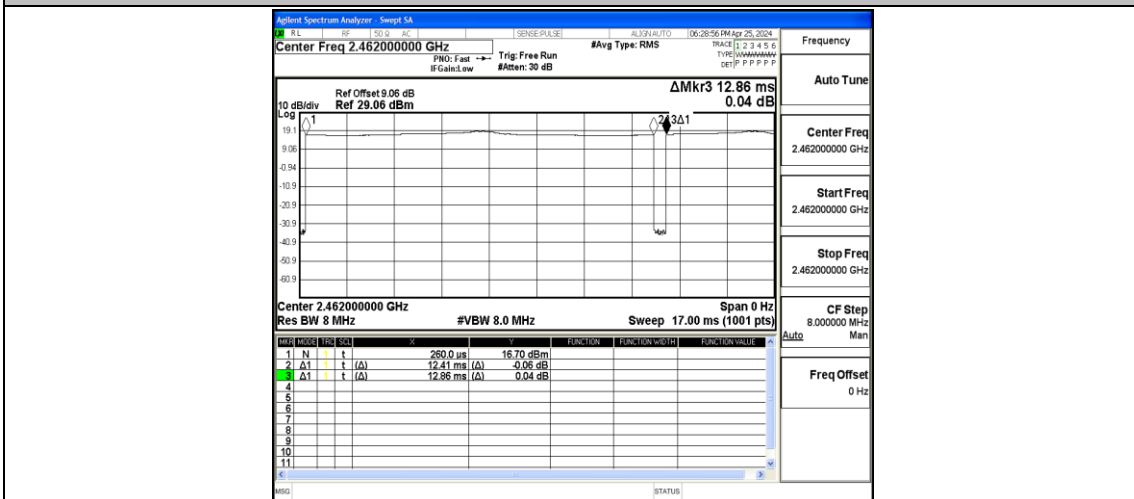 Agilent Spectrum Analyzer - Swept SA
RL RF 50 Ω AC SENSE:PULSE ALIGN AUTO 06:28:56 PM Apr 25, 2024
Center Freq 2.462000000 GHz #Avg Type: RMS TRACE 1 2 3 4 5 6
PNO: Fast Trig: Free Run TYPE
IFGain:Low #Atten: 30 dB DET P P P P P P
Frequency
Auto Tune
ΔMkr3 12.86 ms
0.04 dB
Ref Offset 9.06 dB
10 dB/div Ref 29.06 dBm
Log
1
3Δ1
19.1
9.06
-0.94
-10.9
-20.9
-30.9
-40.9
-50.9
-60.9
Center Freq
2.462000000 GHz
Start Freq
2.462000000 GHz
Stop Freq
2.462000000 GHz
Center 2.462000000 GHz Span 0 Hz
Res BW 8 MHz #VBW 8.0 MHz Sweep 17.00 ms (1001 pts)
CF Step
8.000000 MHz
Auto Man
MKR MODE TRC SCL X Y FUNCTION FUNCTION WIDTH FUNCTION VALUE
1 N 1 t 260.0 us 16.70 dBm
2 Δ1 1 t (Δ) 12.41 ms (Δ) -0.06 dB
3 Δ1 1 t (Δ) 12.86 ms (Δ) 0.04 dB
4
5
6
7
8
9
10
11
Freq Offset
0 Hz
MSG STATUS